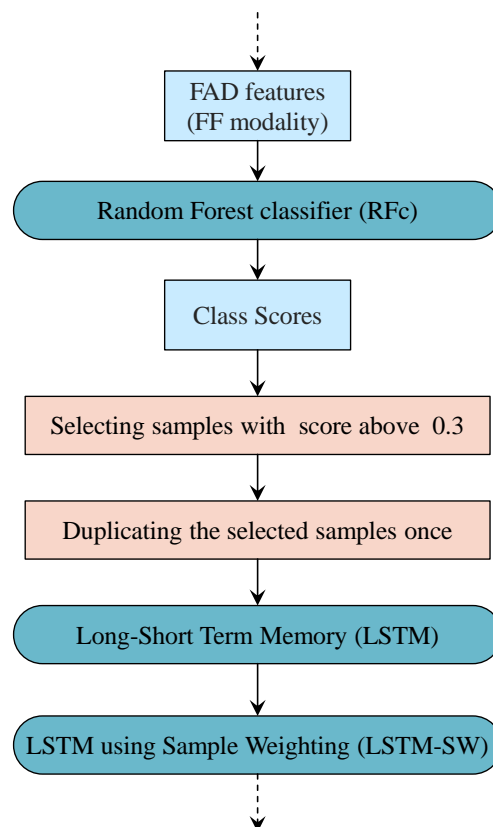 FAD features
(FF modality)
Random Forest classifier (RFc)
Class Scores
Selecting samples with  score above  0.3
Duplicating the selected samples once
Long-Short Term Memory (LSTM)
LSTM using Sample Weighting (LSTM-SW)